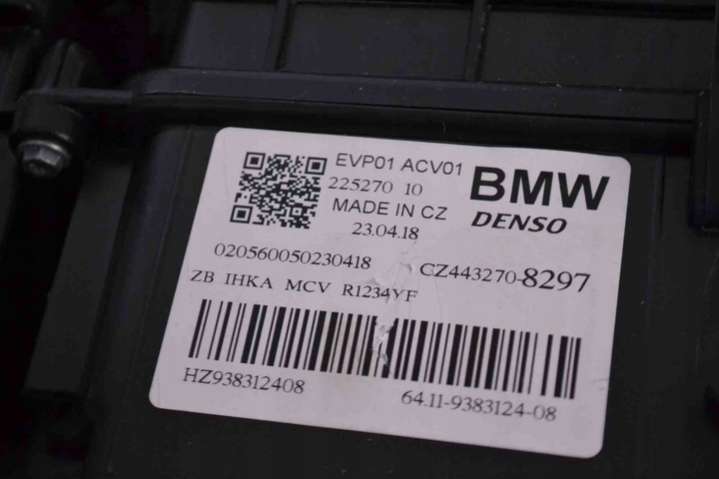 EVP01 ACV01
BMW
225270 10
DENSO
MADE IN CZ
23.04.18
020560050230418
CZ443270-8297
ZB IHKA MCV R1234YF
HZ938312408
64.11-9383124-08